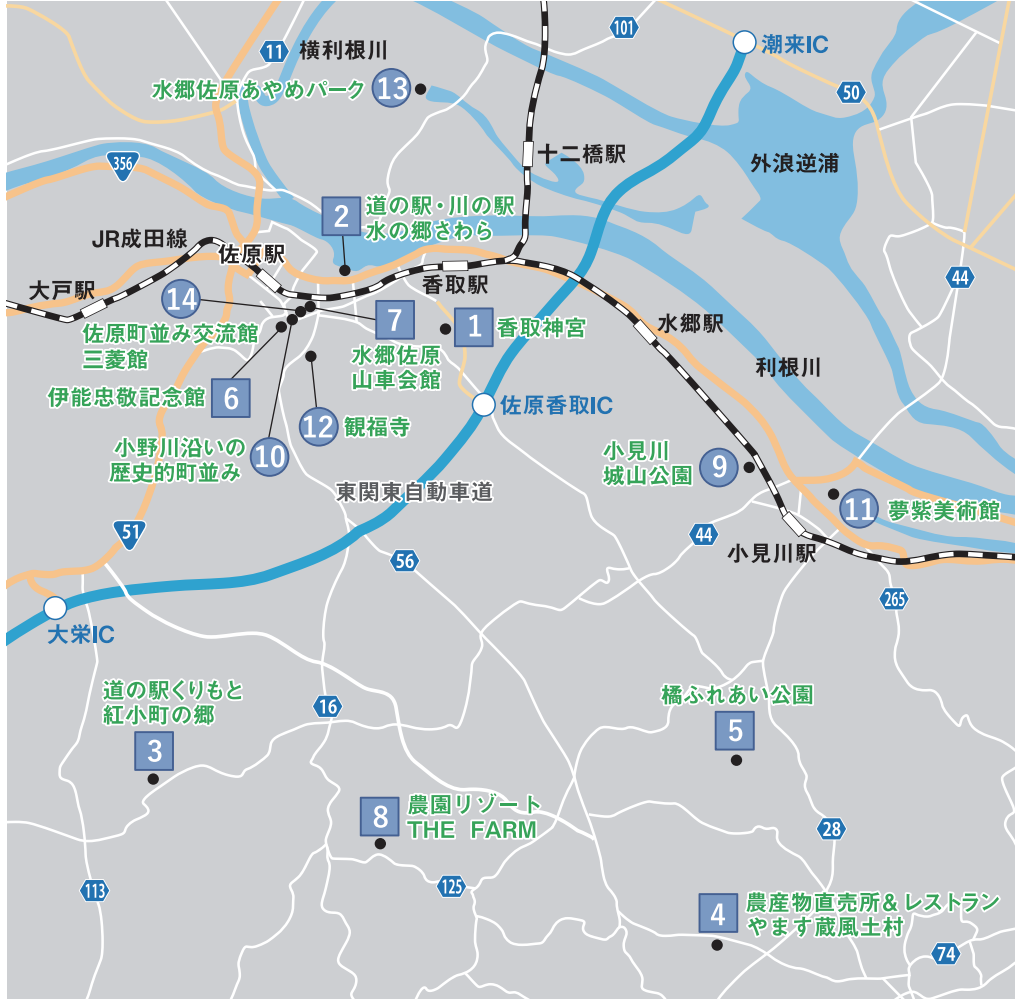 101
潮来IC
11
横利根川
水郷佐原あやめパーク
13
50
356
十二橋駅
外浪逆浦
2
道の駅・川の駅
水の郷さわら
JR成田線
佐原駅
大戸駅
香取駅
44
14
佐原町並み交流館
三菱館
7
水郷佐原
山車会館
1
香取神宮
水郷駅
利根川
伊能忠敬記念館
6
12
観福寺
佐原香取IC
小野川沿いの
歴史的町並み
10
東関東自動車道
小見川
城山公園
9
11
夢紫美術館
51
44
小見川駅
56
265
大栄IC
道の駅くりもと
紅小町の郷
3
16
橘ふれあい公園
5
8
農園リゾート
THE FARM
28
113
125
4
農産物直売所&レストラン
やます蔵風土村
74